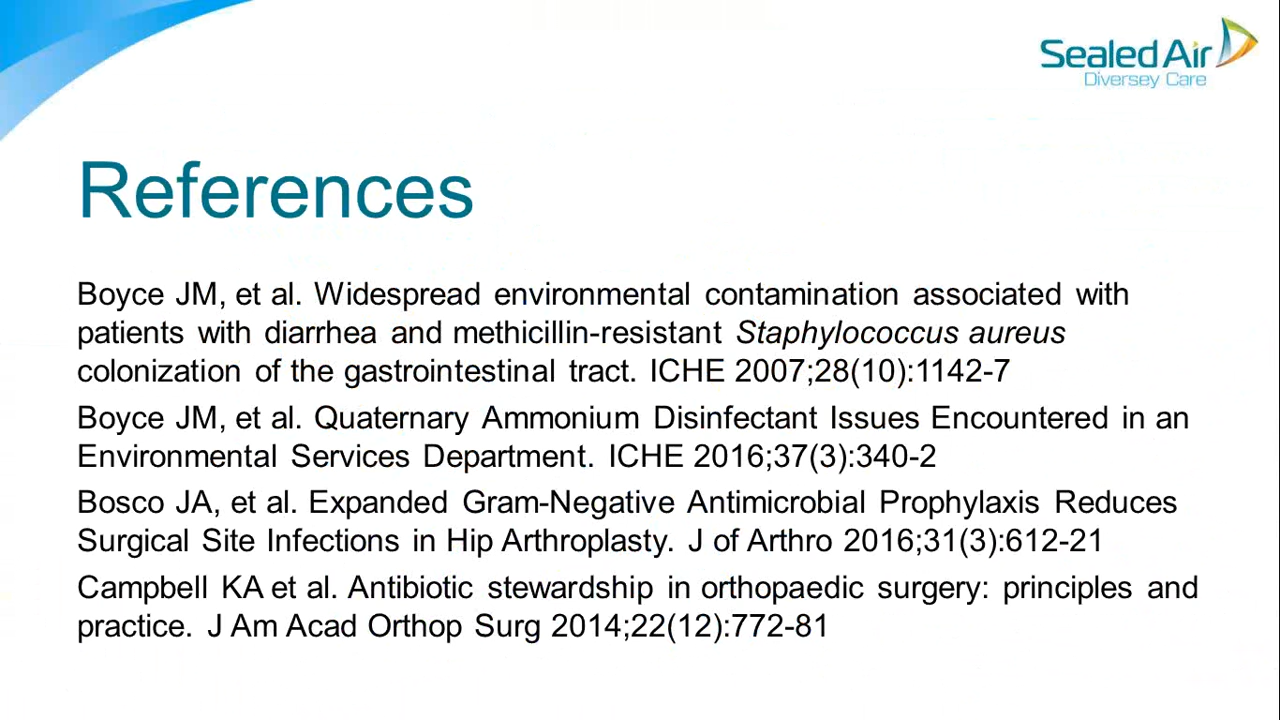 Sealed Air
Diversey Care
References
Boyce JM, et al. Widespread environmental contamination associated with
patients with diarrhea and methicillin-resistant Staphylococcus aureus
colonization of the gastrointestinal tract. ICHE 2007;28(10):1142-7
Boyce JM, et al. Quaternary Ammonium Disinfectant Issues Encountered in an
Environmental Services Department. ICHE 2016;37(3):340-2
Bosco JA, et al. Expanded Gram-Negative Antimicrobial Prophylaxis Reduces
Surgical Site Infections in Hip Arthroplasty. J of Arthro 2016;31(3):612-21
Campbell KA et al. Antibiotic stewardship in orthopaedic surgery: principles and
practice. J Am Acad Orthop Surg 2014;22(12):772-81